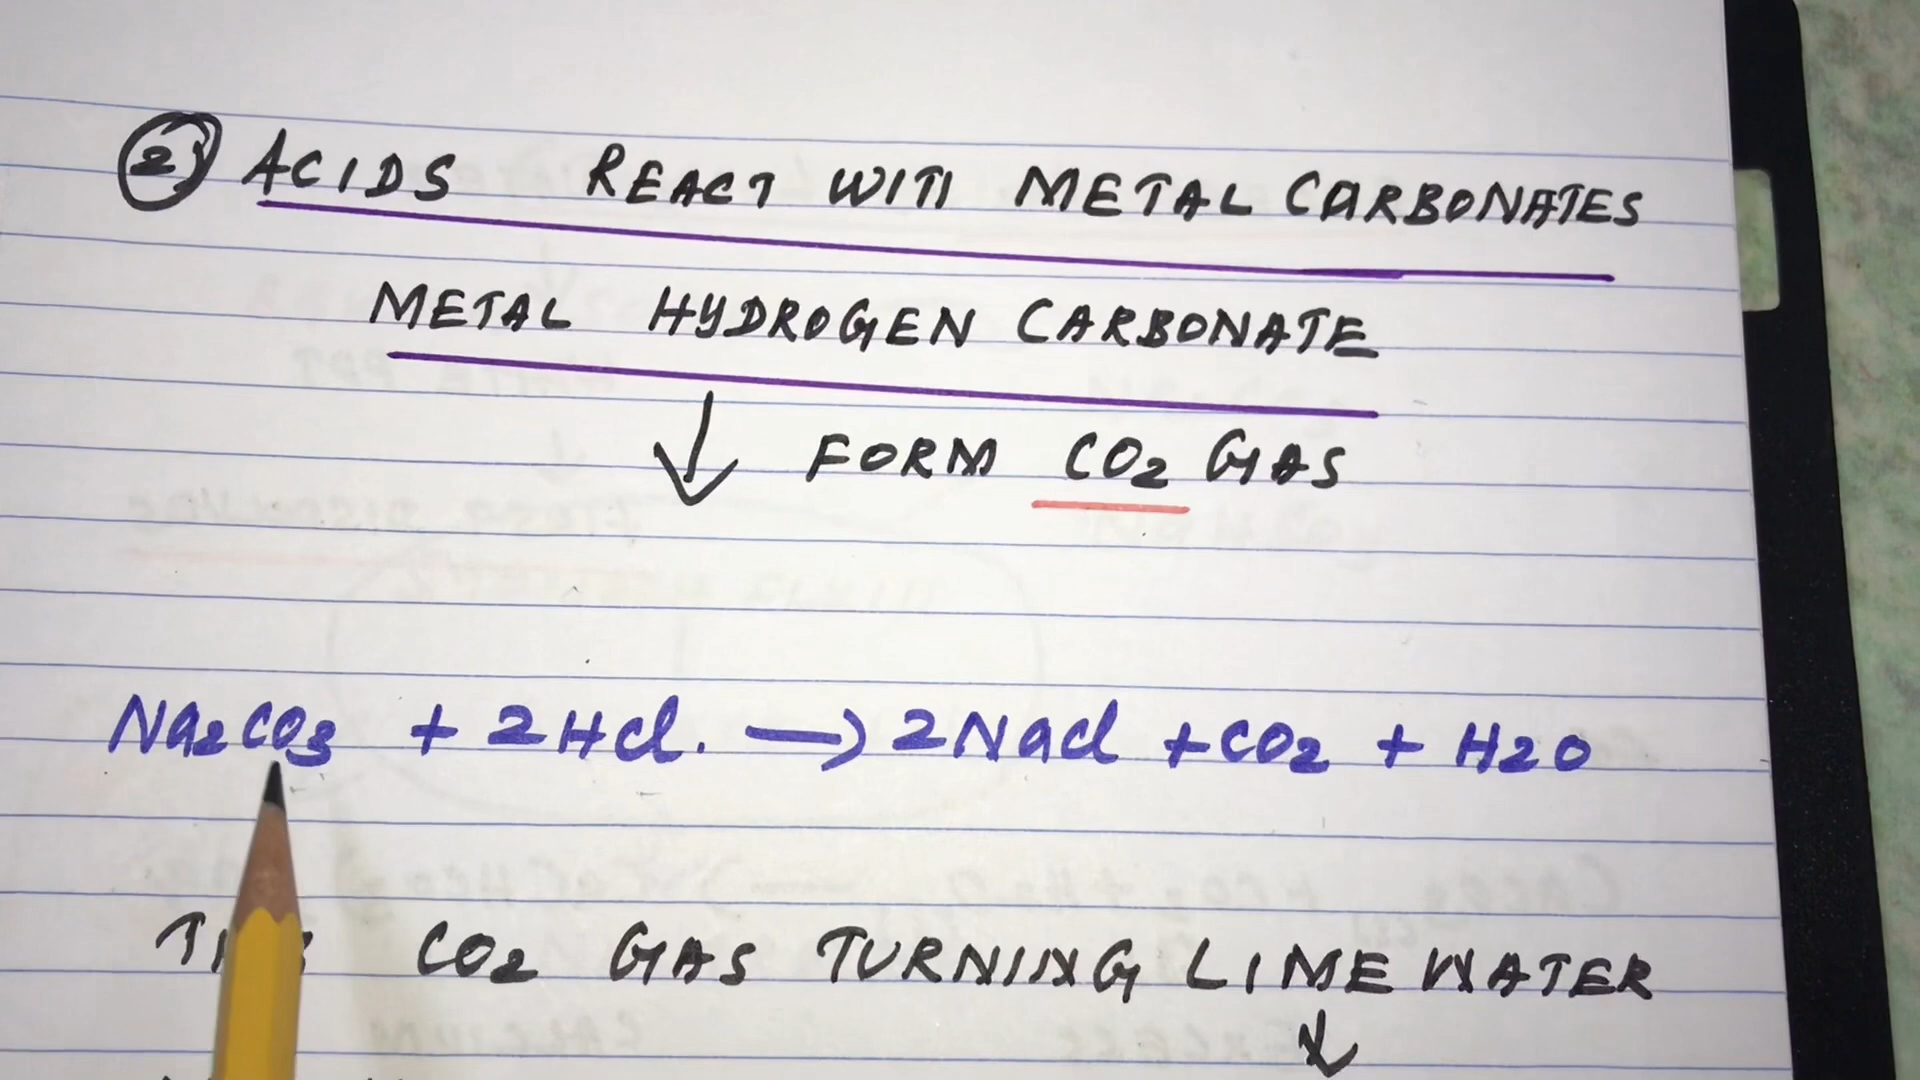 2) ACIDS REACT WITH METAL CARBONATES
METAL HYDROGEN CARBONATE
↓ FORM CO2 GAS
Na2CO3 + 2HCl. → 2NaCl + CO2 + H2O
CO2 GAS TURNING LIME WATER
↓